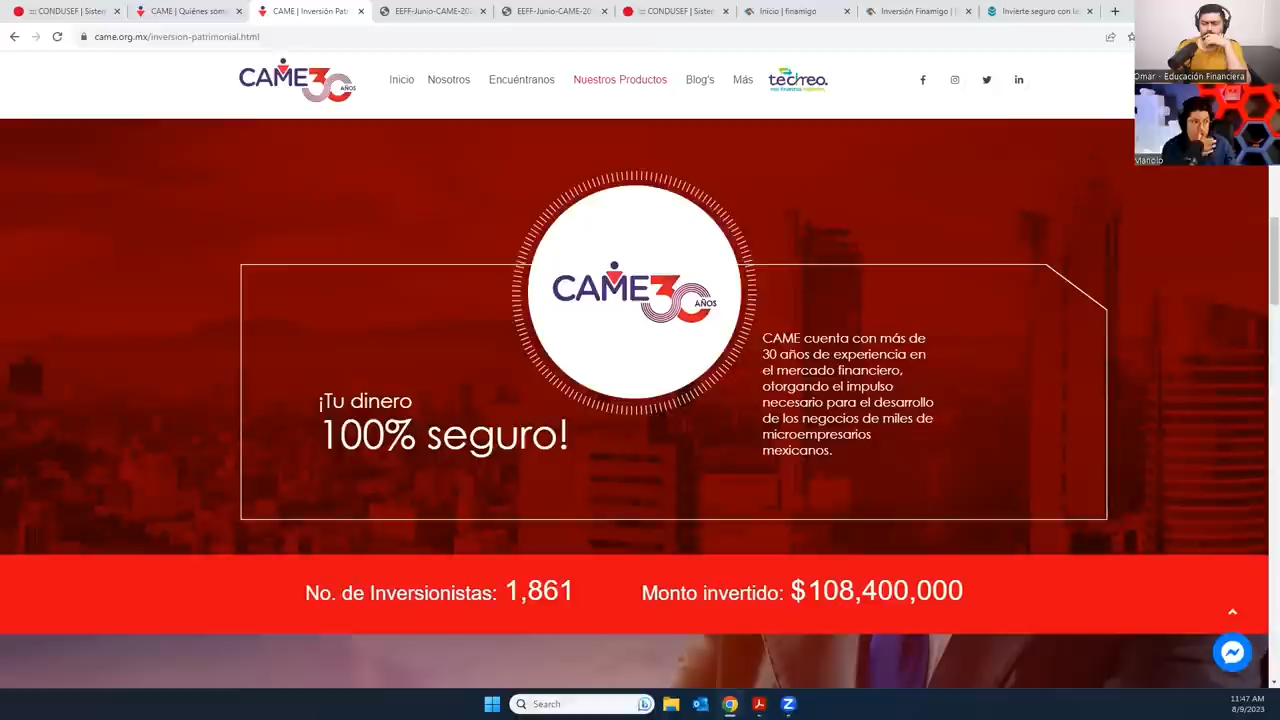 ::: CONDUSEF | Sistem
CAME | Quiénes som
CAME | Inversión Pat
EEFF-Junio-CAME-202
EEFF-Junio-CAME-20
::: CONDUSEF | Sistem
Inicio | finamigo
Inversión Finamigo |
Invierte seguro con la
came.org.mx/inversion-patrimonial.html
Omar - Educación Financiera
Manolo
CAME30 AÑOS
Inicio
Nosotros
Encuéntranos
Nuestros Productos
Blog's
Más
techreo.
CAME30 AÑOS
¡Tu dinero
100% seguro!
CAME cuenta con más de
30 años de experiencia en
el mercado financiero,
otorgando el impulso
necesario para el desarrollo
de los negocios de miles de
microempresarios
mexicanos.
No. de Inversionistas: 1,861
Monto invertido: $108,400,000
Search
11:47 AM
8/9/2023